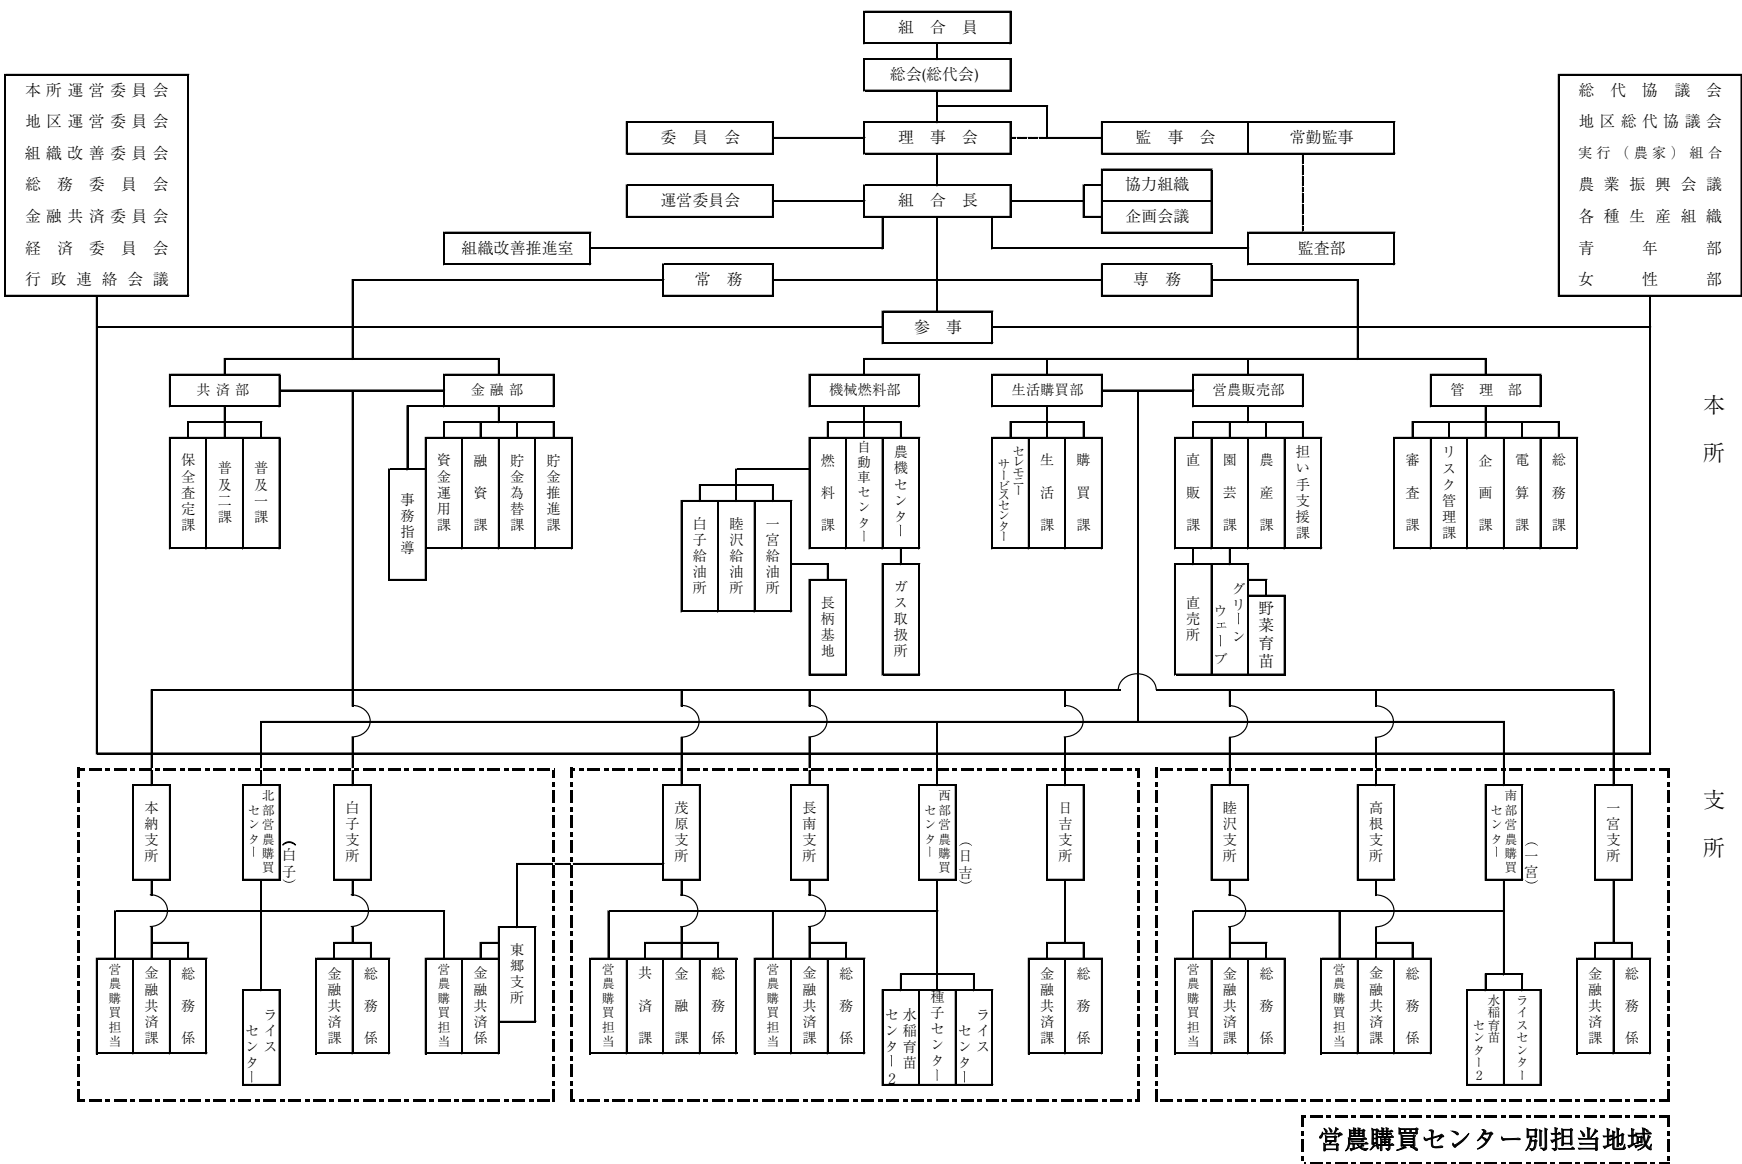 組合員
総会(総代会)
本所運営委員会
地区運営委員会
組織改善委員会
総務委員会
金融共済委員会
経済委員会
行政連絡会議
総代協議会
地区総代協議会
実行（農家）組合
農業振興会議
各種生産組織
青年部
女性部
委員会
理事会
監事会
常勤監事
運営委員会
組合長
協力組織
企画会議
組織改善推進室
監査部
常務
専務
参事
共済部
金融部
機械燃料部
生活購買部
営農販売部
管理部
本所
保全査定課
普及二課
普及一課
事務指導
資金運用課
融資課
貯金為替課
貯金推進課
燃料課
自動車センター
農機センター
白子給油所
睦沢給油所
一宮給油所
長柄基地
ガス取扱所
セレモニー
サービスセンター
生活課
購買課
直販課
園芸課
農産課
担い手支援課
直売所
グリーン
ウェーブ
野菜育苗
審査課
リスク管理課
企画課
電算課
総務課
支所
本納支所
北部営農購買
センター
（白子）
白子支所
茂原支所
長南支所
西部営農購買
センター
（日吉）
日吉支所
睦沢支所
高根支所
南部営農購買
センター
（一宮）
一宮支所
営農購買担当
金融共済課
総務係
ライス
センター
金融共済課
総務係
営農購買担当
金融共済係
東郷支所
営農購買担当
共済課
金融課
総務係
営農購買担当
金融共済課
総務係
水稲育苗
センター2
種子センター
ライス
センター
金融共済課
総務係
営農購買担当
金融共済課
総務係
営農購買担当
金融共済課
総務係
水稲育苗
センター2
ライスセンター
金融共済課
総務係
営農購買センター別担当地域